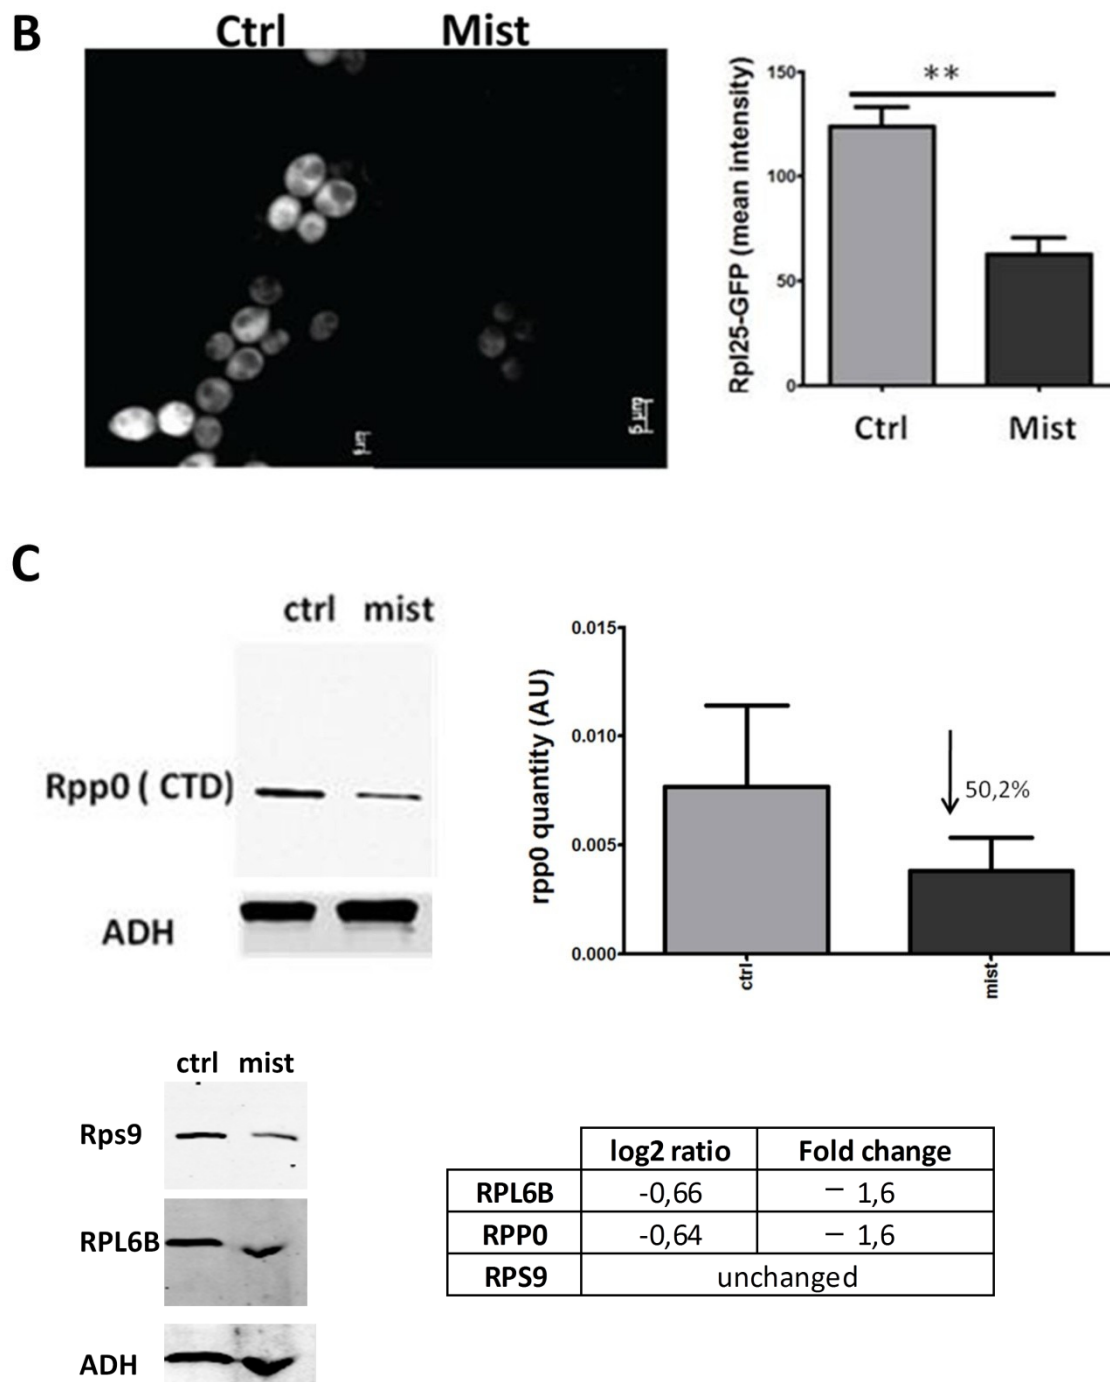 B
Ctrl Mist
5 µm
Rpl25-GFP (mean intensity)
150
100
50
0
**
Ctrl Mist
C
ctrl mist
Rpp0 ( CTD)
ADH
rpp0 quantity (AU)
0.015
0.010
0.005
0.000
50,2%
ctrl
mist
ctrl mist
Rps9
RPL6B
ADH
log2 ratio Fold change
RPL6B -0,66 – 1,6
RPP0 -0,64 – 1,6
RPS9 unchanged